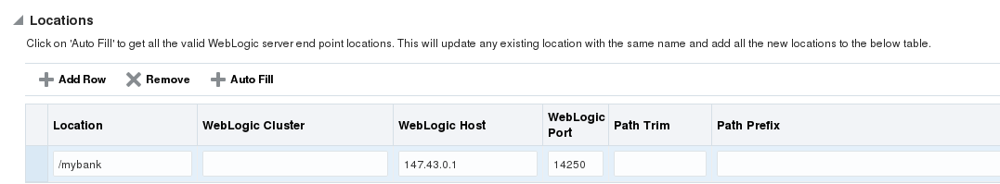 Locations
Click on 'Auto Fill' to get all the valid WebLogic server end point locations. This will update any existing location with the same name and add all the new locations to the below table.
Add Row Remove Auto Fill
Location WebLogic Cluster WebLogic Host WebLogic Port Path Trim Path Prefix
/mybank 147.43.0.1 14250